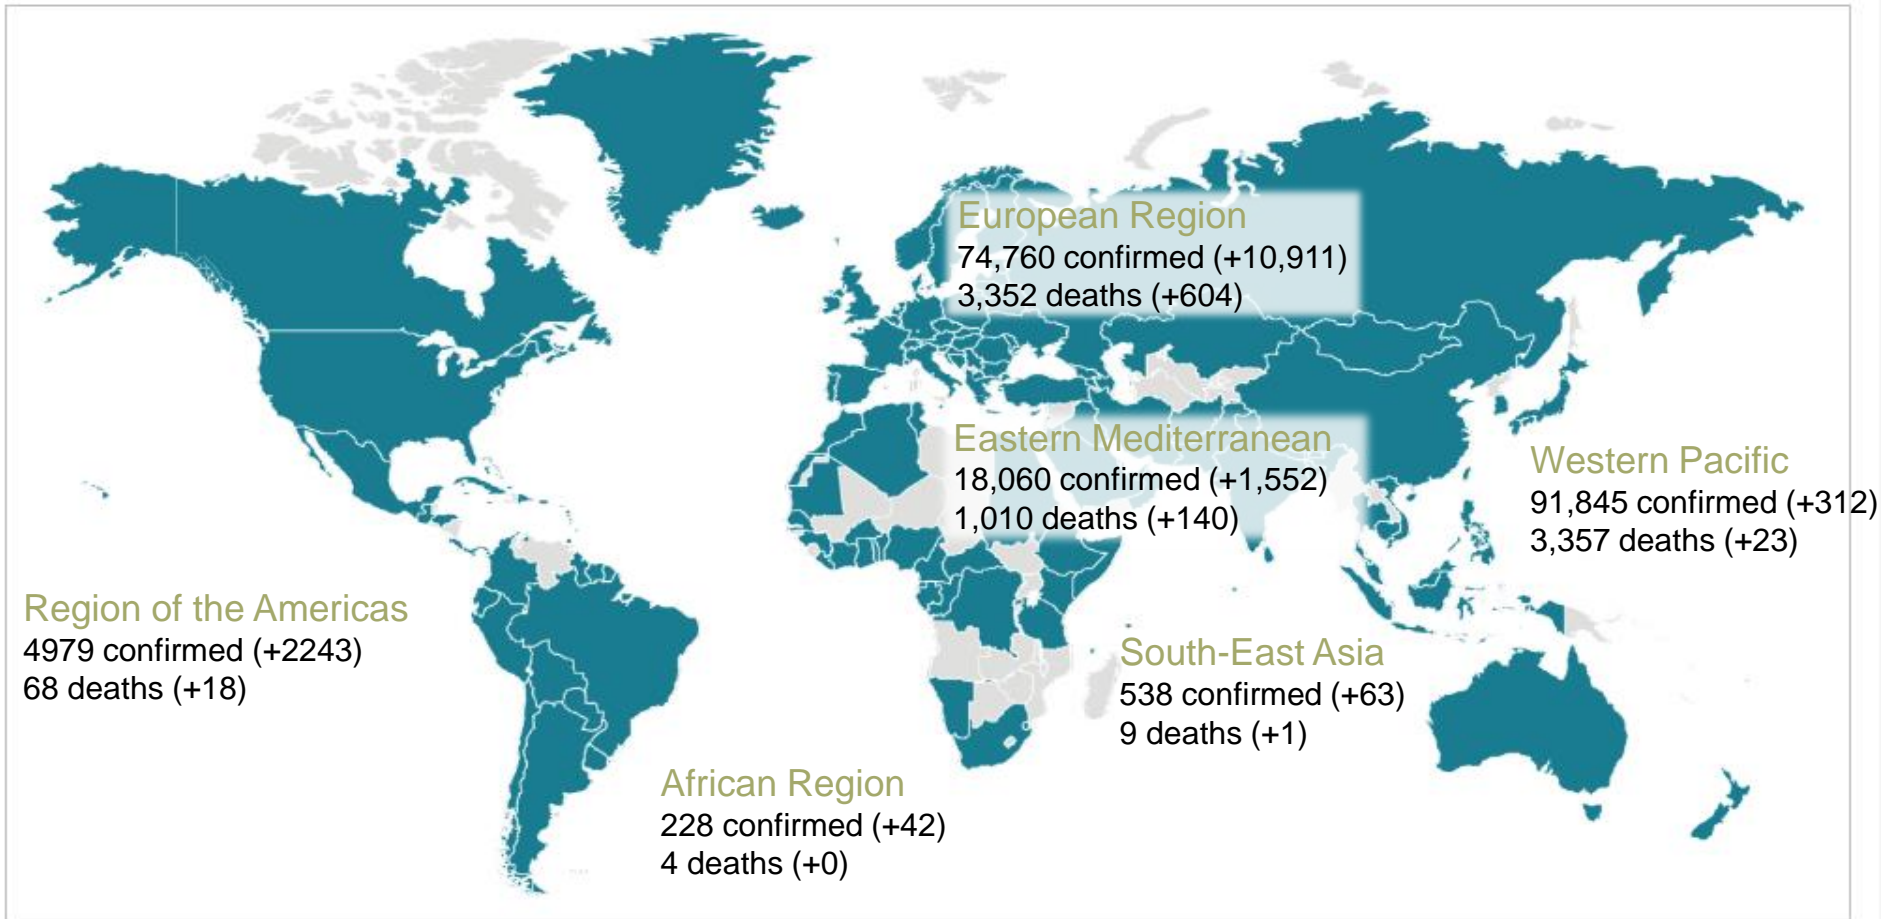 European Region
74,760 confirmed (+10,911)
3,352 deaths (+604)
Eastern Mediterranean
18,060 confirmed (+1,552)
1,010 deaths (+140)
Western Pacific
91,845 confirmed (+312)
3,357 deaths (+23)
Region of the Americas
4979 confirmed (+2243)
68 deaths (+18)
South-East Asia
538 confirmed (+63)
9 deaths (+1)
African Region
228 confirmed (+42)
4 deaths (+0)